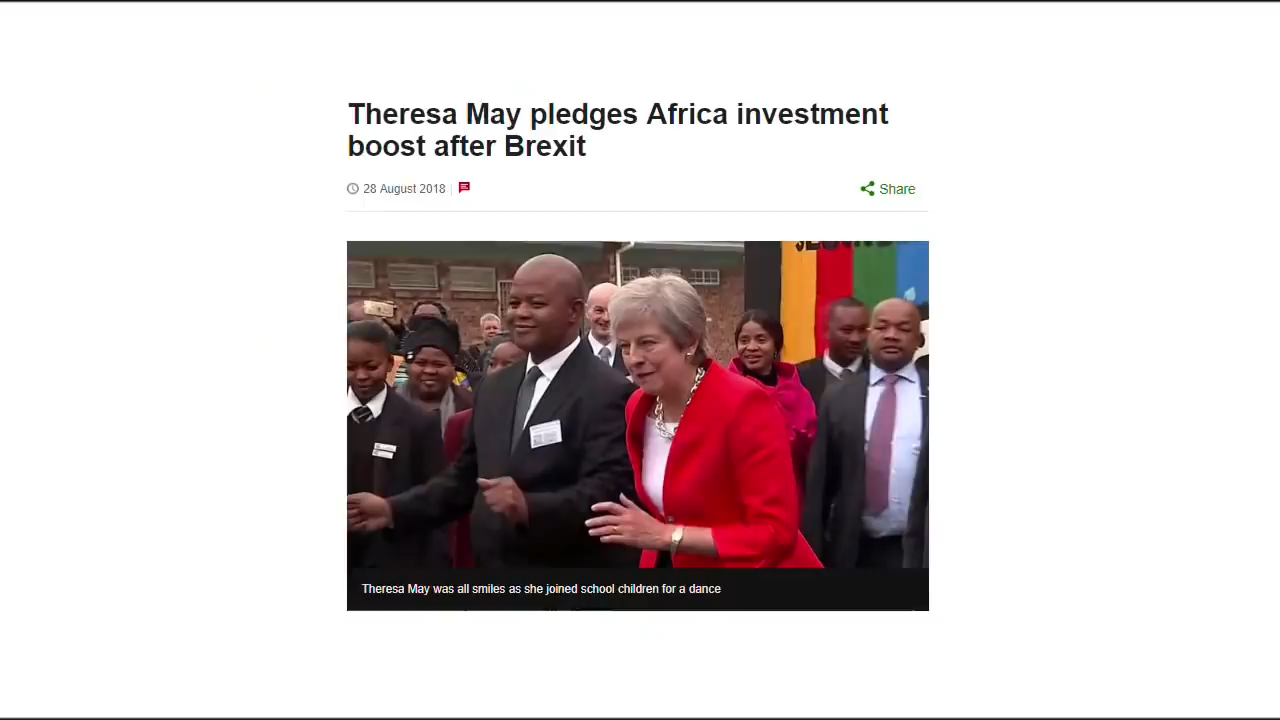 Theresa May pledges Africa investment
boost after Brexit
28 August 2018
Share
Theresa May was all smiles as she joined school children for a dance